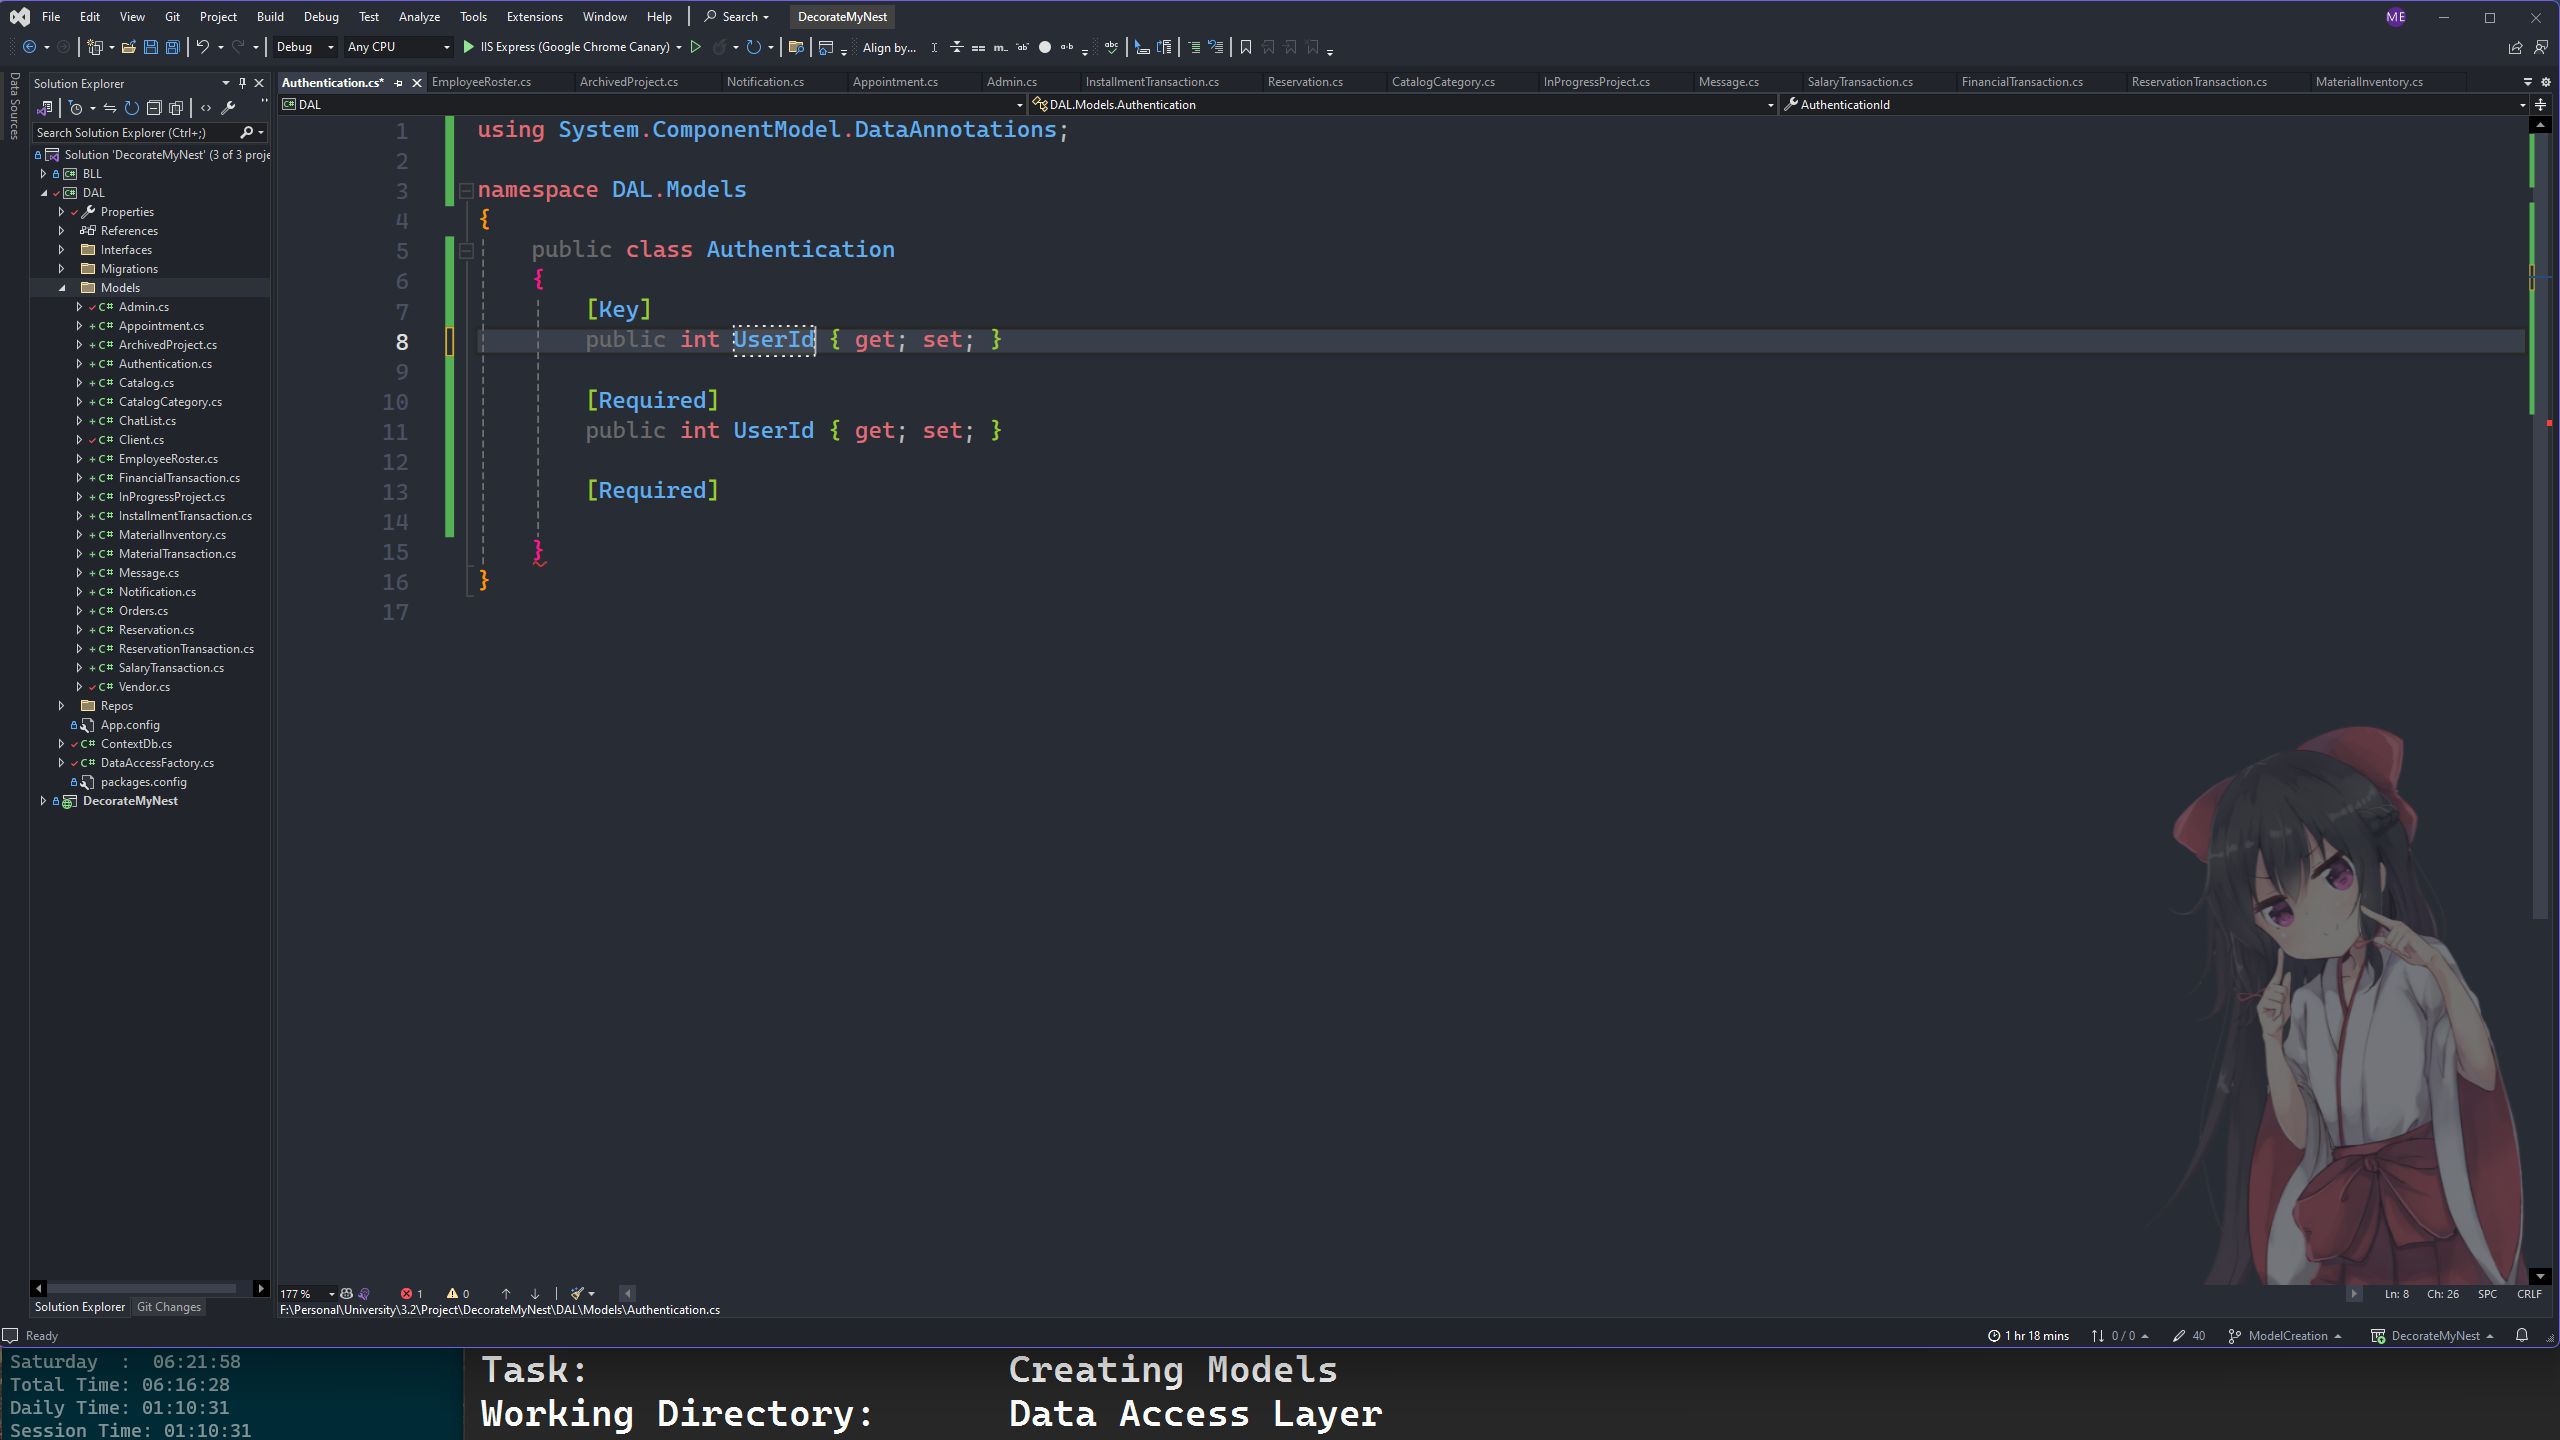 File Edit View Git Project Build Debug Test Analyze Tools Extensions Window Help Search DecorateMyNest ME
Debug Any CPU IIS Express (Google Chrome Canary) Align by...
Data Sources
Solution Explorer
Search Solution Explorer (Ctrl+;)
Solution 'DecorateMyNest' (3 of 3 proje
BLL
DAL
Properties
References
Interfaces
Migrations
Models
C# Admin.cs
C# Appointment.cs
C# ArchivedProject.cs
C# Authentication.cs
C# Catalog.cs
C# CatalogCategory.cs
C# ChatList.cs
C# Client.cs
C# EmployeeRoster.cs
C# FinancialTransaction.cs
C# InProgressProject.cs
C# InstallmentTransaction.cs
C# MaterialInventory.cs
C# MaterialTransaction.cs
C# Message.cs
C# Notification.cs
C# Orders.cs
C# Reservation.cs
C# ReservationTransaction.cs
C# SalaryTransaction.cs
C# Vendor.cs
Repos
App.config
C# ContextDb.cs
C# DataAccessFactory.cs
packages.config
DecorateMyNest
Solution Explorer Git Changes
Authentication.cs* EmployeeRoster.cs ArchivedProject.cs Notification.cs Appointment.cs Admin.cs InstallmentTransaction.cs Reservation.cs CatalogCategory.cs InProgressProject.cs Message.cs SalaryTransaction.cs FinancialTransaction.cs ReservationTransaction.cs MaterialInventory.cs
DAL DAL.Models.Authentication AuthenticationId
1 using System.ComponentModel.DataAnnotations;
2
3 namespace DAL.Models
4 {
5 public class Authentication
6 {
7 [Key]
8 public int UserId { get; set; }
9
10 [Required]
11 public int UserId { get; set; }
12
13 [Required]
14
15 }
16 }
17
177 % 1 0 Ln: 8 Ch: 26 SPC CRLF
F:\Personal\University\3.2\Project\DecorateMyNest\DAL\Models\Authentication.cs
Ready 1 hr 18 mins 0 / 0 40 ModelCreation DecorateMyNest
Saturday : 06:21:58
Total Time: 06:16:28
Daily Time: 01:10:31
Session Time: 01:10:31
Task: Creating Models
Working Directory: Data Access Layer